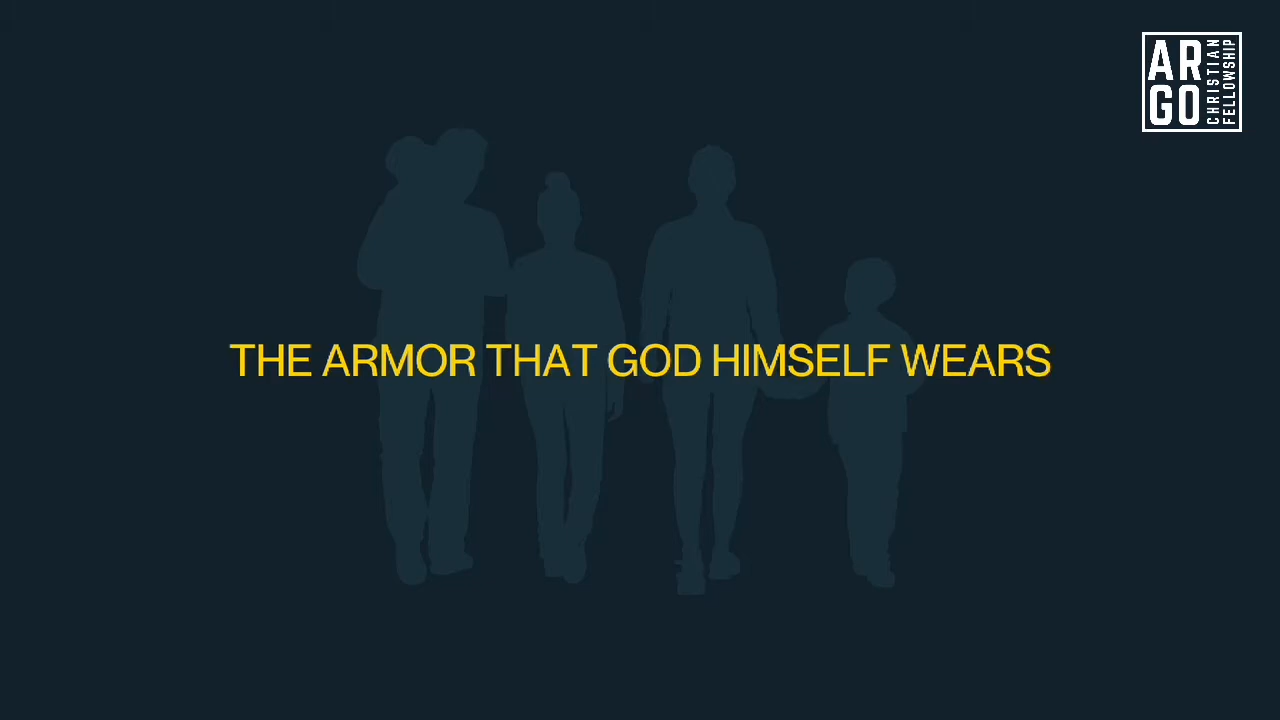 AR
GO
CHRISTIAN
FELLOWSHIP
THE ARMOR THAT GOD HIMSELF WEARS